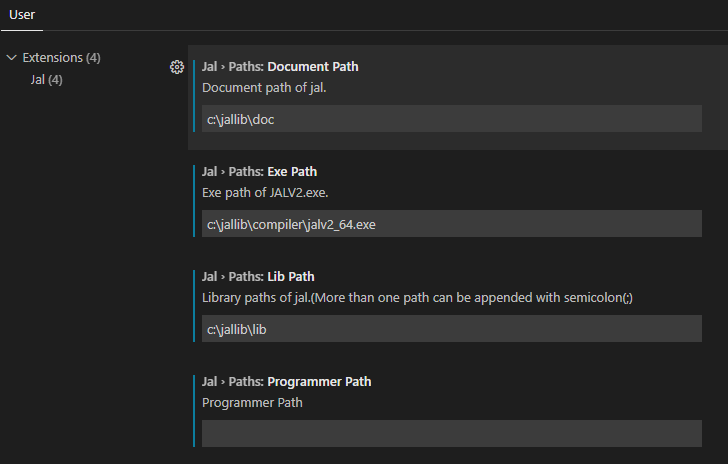 User
Extensions (4)
Jal (4)
Jal › Paths: Document Path
Document path of jal.
c:\jallib\doc
Jal › Paths: Exe Path
Exe path of JALV2.exe.
c:\jallib\compiler\jalv2_64.exe
Jal › Paths: Lib Path
Library paths of jal.(More than one path can be appended with semicolon(;)
c:\jallib\lib
Jal › Paths: Programmer Path
Programmer Path